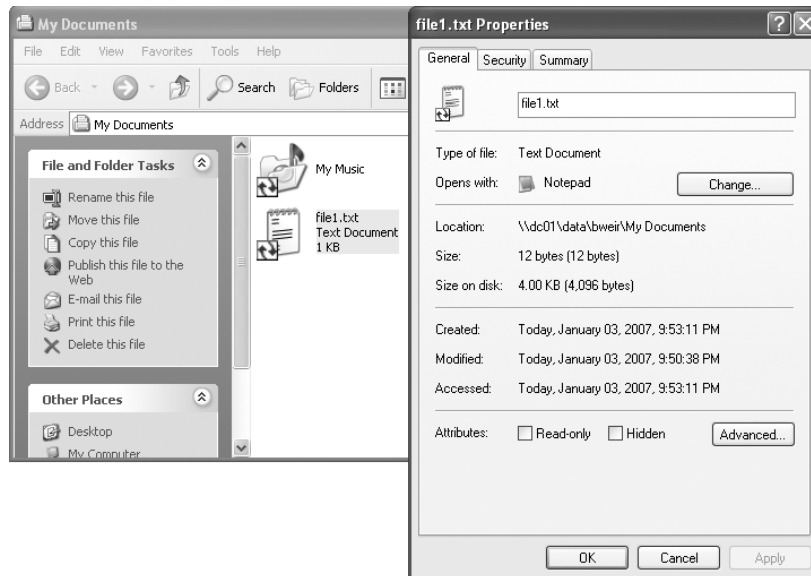 My Documents
File Edit View Favorites Tools Help
Back Search Folders
Address My Documents
File and Folder Tasks
Rename this file
Move this file
Copy this file
Publish this file to the
Web
E-mail this file
Print this file
Delete this file
Other Places
Desktop
My Computer
My Music
file1.txt
Text Document
1 KB
file1.txt Properties
General Security Summary
file1.txt
Type of file: Text Document
Opens with: Notepad Change...
Location: \\dc01\data\bweir\My Documents
Size: 12 bytes (12 bytes)
Size on disk: 4.00 KB (4,096 bytes)
Created: Today, January 03, 2007, 9:53:11 PM
Modified: Today, January 03, 2007, 9:50:38 PM
Accessed: Today, January 03, 2007, 9:53:11 PM
Attributes: Read-only Hidden Advanced...
OK Cancel Apply